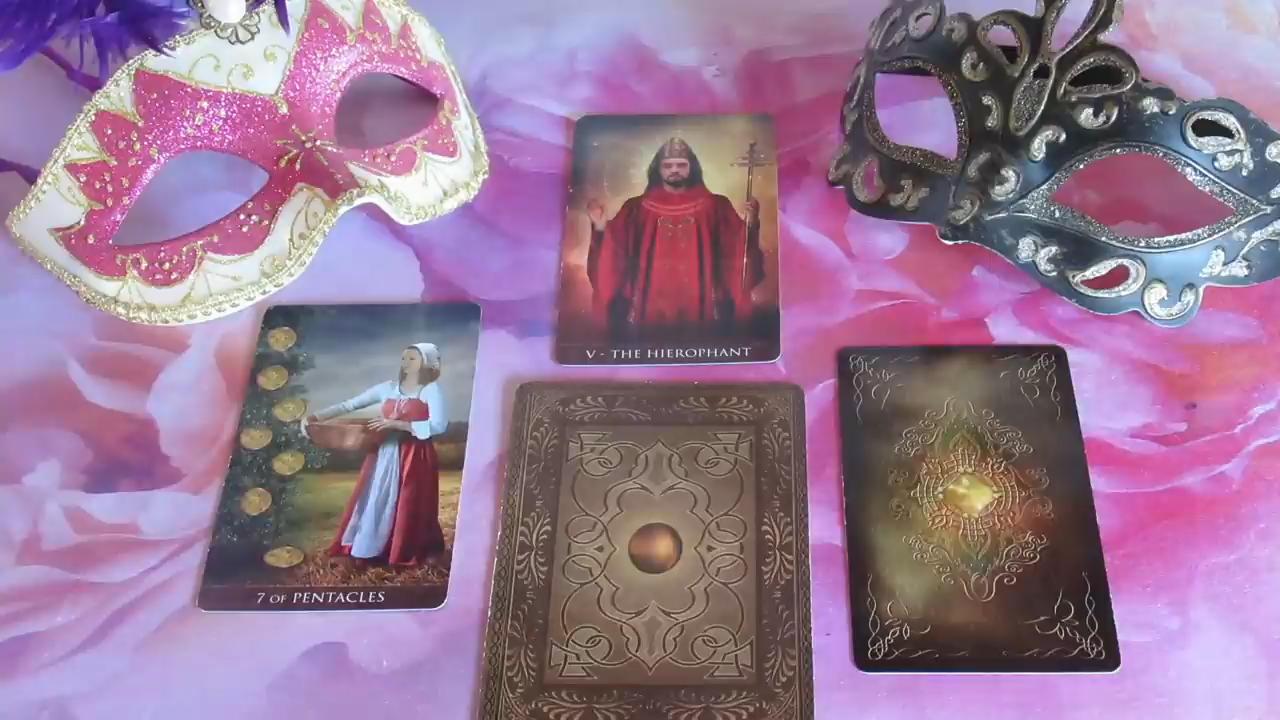 V - THE HIEROPHANT
7 OF PENTACLES